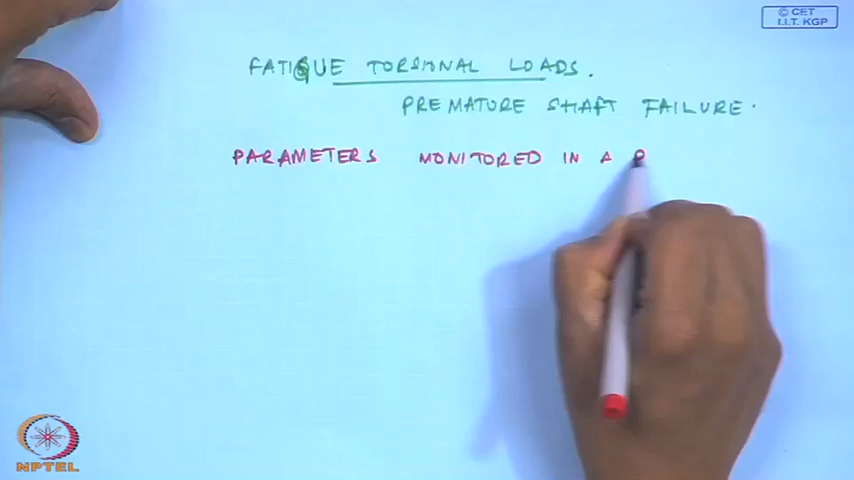 © CET
I.I.T. KGP
FATIGUE TORSIONAL LOADS.
PREMATURE SHAFT FAILURE.
PARAMETERS MONITORED IN A
NPTEL